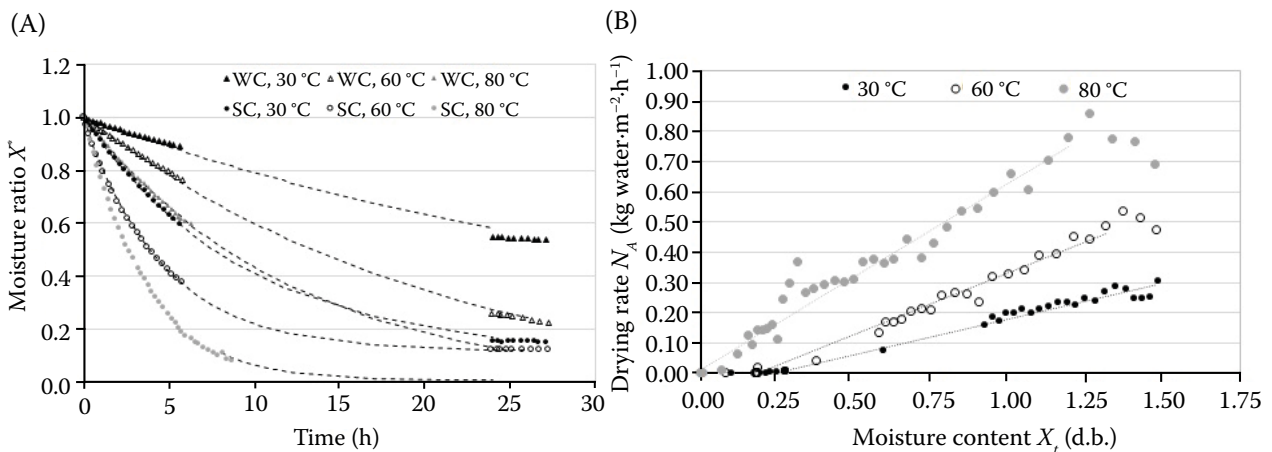 (A)
1.2
1.0
0.8
0.6
0.4
0.2
0.0
Moisture ratio X*
WC, 30 °C WC, 60 °C WC, 80 °C
SC, 30 °C SC, 60 °C SC, 80 °C
0 5 10 15 20 25 30
Time (h)
(B)
1.00
0.90
0.80
0.70
0.60
0.50
0.40
0.30
0.20
0.10
0.00
Drying rate N_A (kg water·m⁻²·h⁻¹)
30 °C 60 °C 80 °C
0.00 0.25 0.50 0.75 1.00 1.25 1.50 1.75
Moisture content X_t (d.b.)